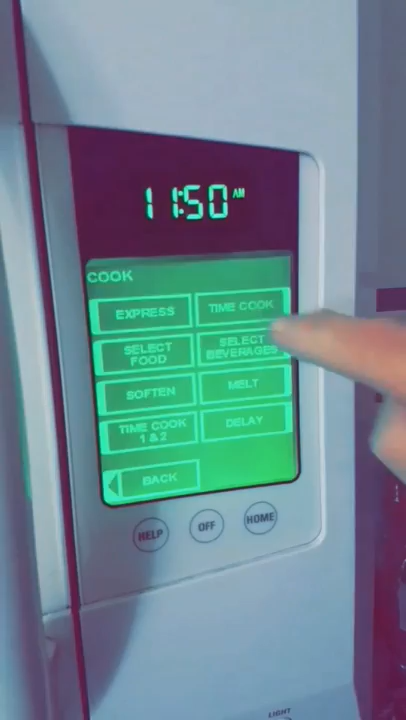 11:50 AM
COOK
EXPRESS
TIME COOK
SELECT
FOOD
SELECT
BEVERAGES
SOFTEN
MELT
TIME COOK
1 & 2
DELAY
BACK
HELP
OFF
HOME
LIGHT